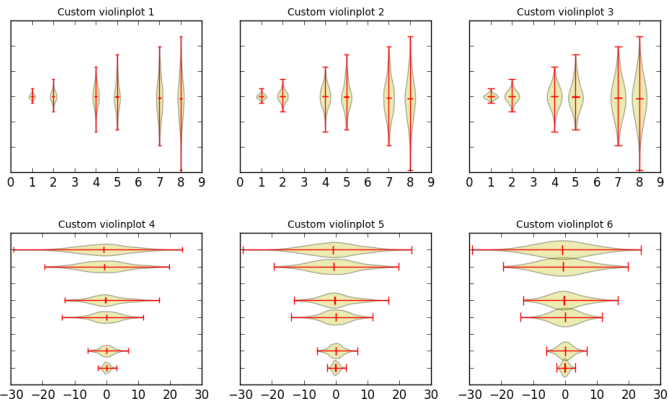 Custom violinplot 1 Custom violinplot 2 Custom violinplot 3
0 1 2 3 4 5 6 7 8 9 0 1 2 3 4 5 6 7 8 9 0 1 2 3 4 5 6 7 8 9
Custom violinplot 4 Custom violinplot 5 Custom violinplot 6
−30 −20 −10 0 10 20 30 −30 −20 −10 0 10 20 30 −30 −20 −10 0 10 20 30